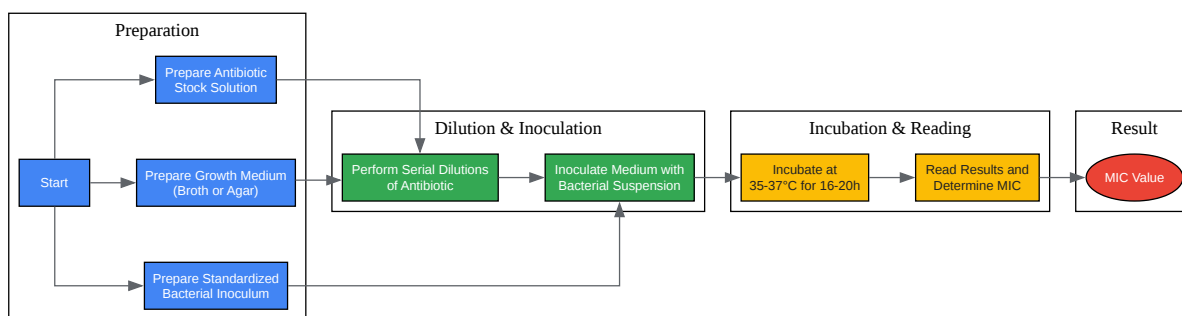 Preparation
Prepare Antibiotic
Stock Solution
Start
Prepare Growth Medium
(Broth or Agar)
Prepare Standardized
Bacterial Inoculum
Dilution & Inoculation
Perform Serial Dilutions
of Antibiotic
Inoculate Medium with
Bacterial Suspension
Incubation & Reading
Incubate at
35-37°C for 16-20h
Read Results and
Determine MIC
Result
MIC Value